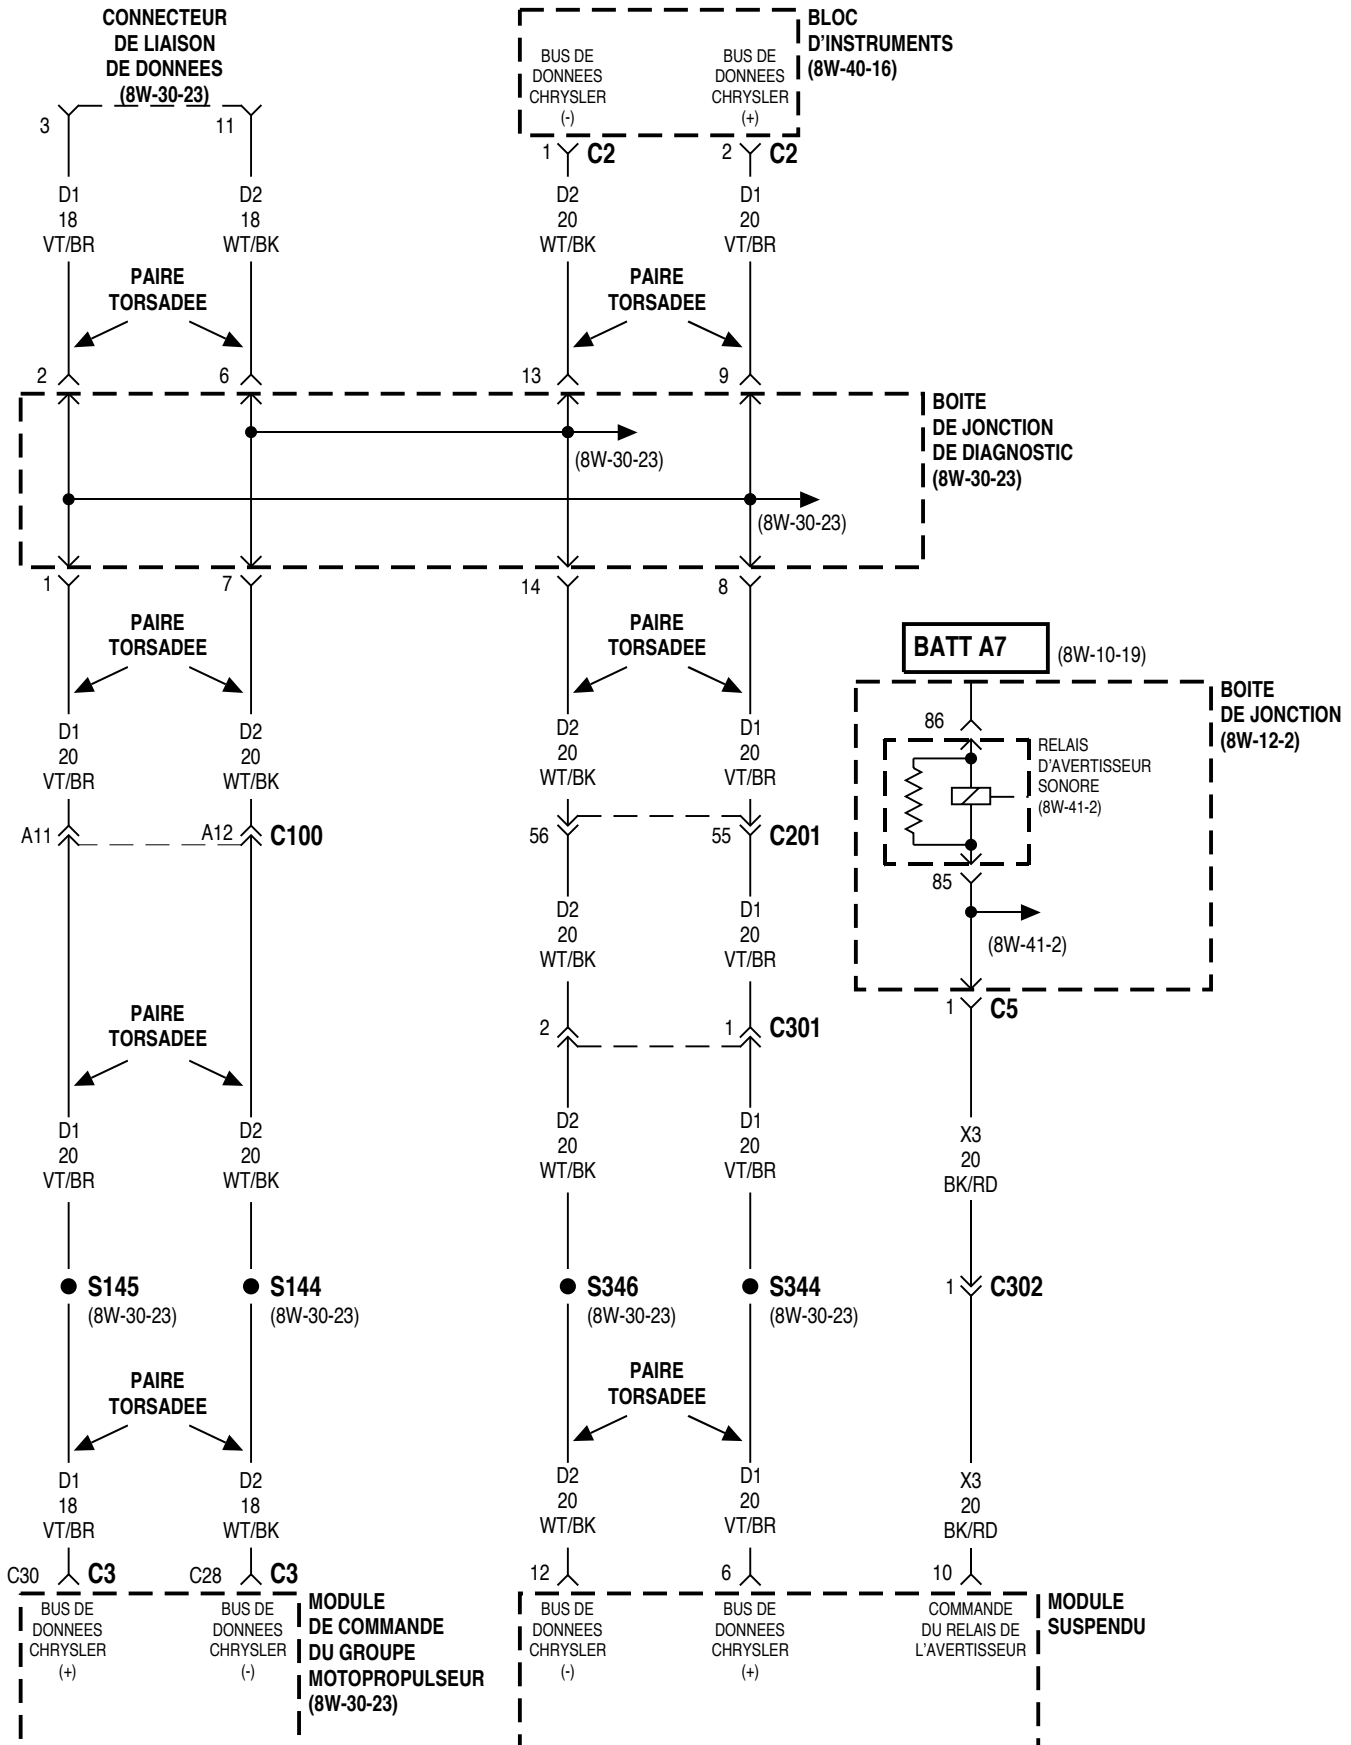 CONNECTEUR
DE LIAISON
DE DONNEES
(8W-30-23)
BLOC
D'INSTRUMENTS
(8W-40-16)
BUS DE
DONNEES
CHRYSLER
(-)
BUS DE
DONNEES
CHRYSLER
(+)
3
11
1
C2
2
C2
D1
18
VT/BR
D2
18
WT/BK
D2
20
WT/BK
D1
20
VT/BR
PAIRE
TORSADEE
PAIRE
TORSADEE
2
6
13
9
BOITE
DE JONCTION
DE DIAGNOSTIC
(8W-30-23)
(8W-30-23)
(8W-30-23)
1
7
14
8
PAIRE
TORSADEE
PAIRE
TORSADEE
BATT A7
(8W-10-19)
BOITE
DE JONCTION
(8W-12-2)
D1
20
VT/BR
D2
20
WT/BK
D2
20
WT/BK
D1
20
VT/BR
86
RELAIS
D'AVERTISSEUR
SONORE
(8W-41-2)
A11
A12
C100
56
55
C201
85
(8W-41-2)
D2
20
WT/BK
D1
20
VT/BR
1
C5
PAIRE
TORSADEE
2
1
C301
D1
20
VT/BR
D2
20
WT/BK
D2
20
WT/BK
D1
20
VT/BR
X3
20
BK/RD
S145
(8W-30-23)
S144
(8W-30-23)
S346
(8W-30-23)
S344
(8W-30-23)
1
C302
PAIRE
TORSADEE
PAIRE
TORSADEE
D1
18
VT/BR
D2
18
WT/BK
D2
20
WT/BK
D1
20
VT/BR
X3
20
BK/RD
C30
C3
C28
C3
12
6
10
BUS DE
DONNEES
CHRYSLER
(+)
BUS DE
DONNEES
CHRYSLER
(-)
MODULE
DE COMMANDE
DU GROUPE
MOTOPROPULSEUR
(8W-30-23)
BUS DE
DONNEES
CHRYSLER
(-)
BUS DE
DONNEES
CHRYSLER
(+)
COMMANDE
DU RELAIS DE
L'AVERTISSEUR
MODULE
SUSPENDU